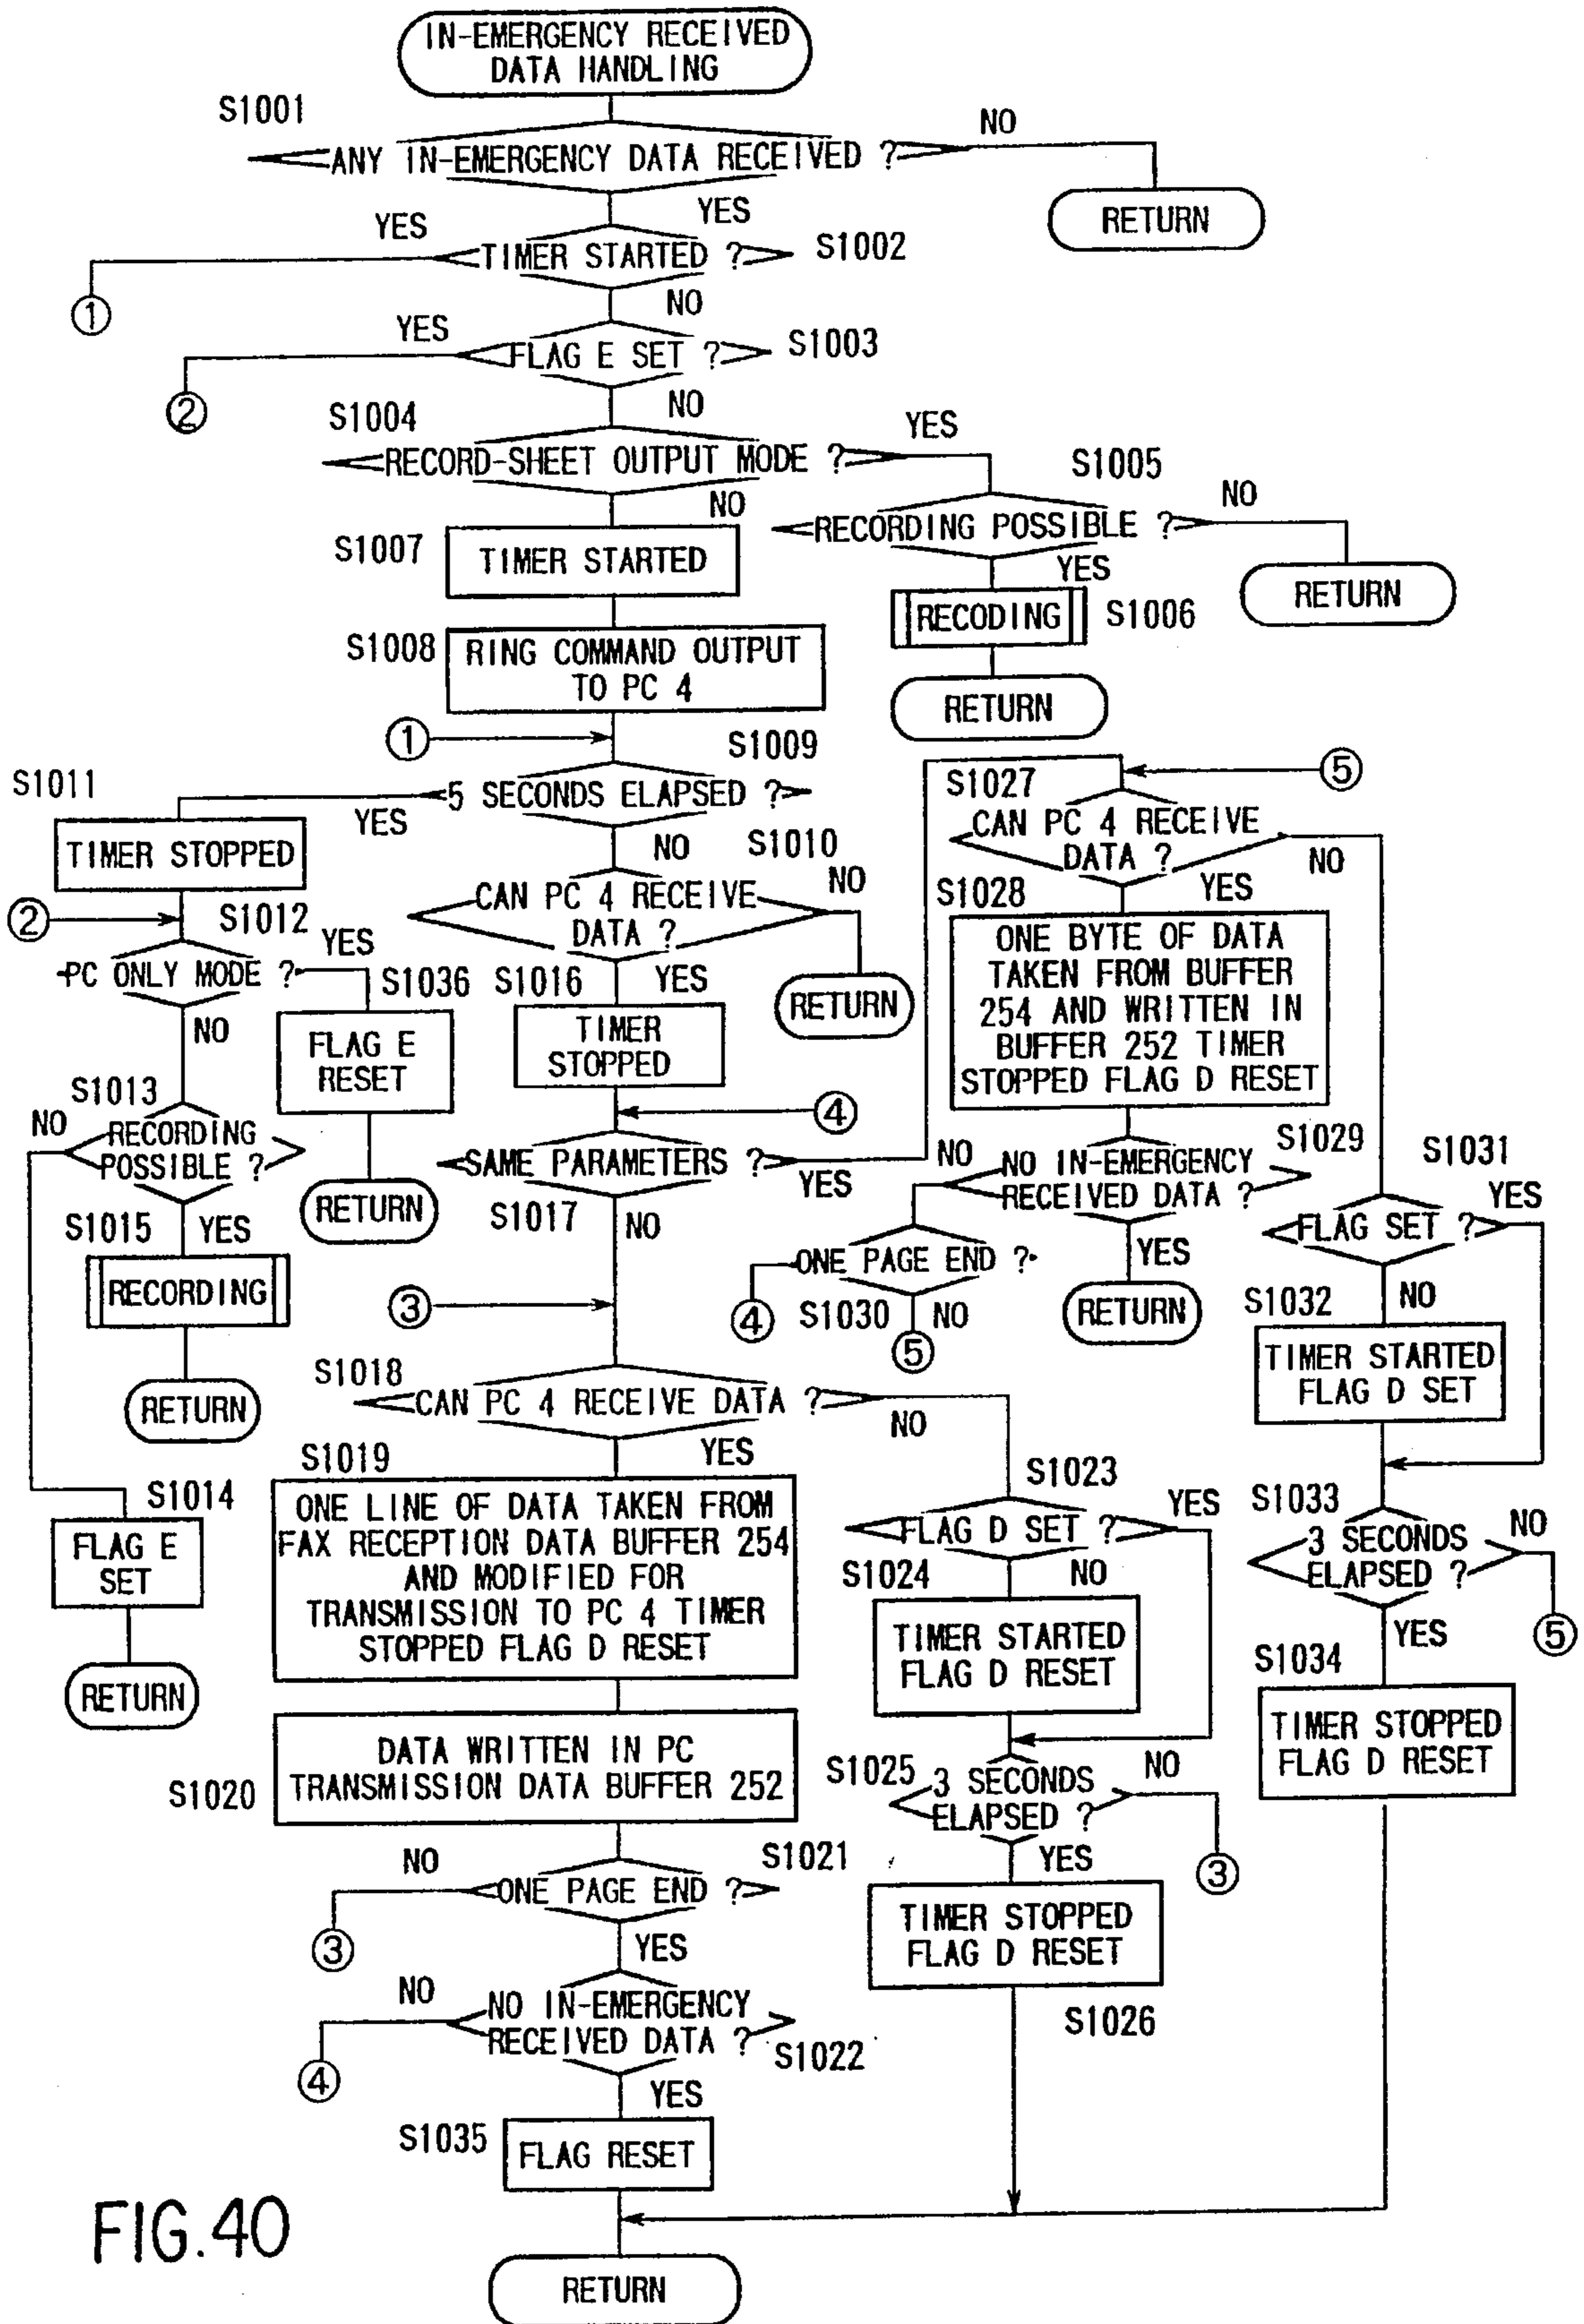 IN-EMERGENCY RECEIVED
DATA HANDLING
S1001
NO
ANY IN-EMERGENCY DATA RECEIVED ?
RETURN
YES
YES
TIMER STARTED ?
S1002
1
NO
YES
FLAG E SET ?
S1003
2
NO
S1004
YES
RECORD-SHEET OUTPUT MODE ?
S1005
NO
NO
RECORDING POSSIBLE ?
S1007
TIMER STARTED
YES
RETURN
RECODING
S1006
S1008
RING COMMAND OUTPUT
TO PC 4
RETURN
1
S1009
5
S1011
5 SECONDS ELAPSED ?
S1027
YES
CAN PC 4 RECEIVE
DATA ?
NO
TIMER STOPPED
NO
S1010
NO
CAN PC 4 RECEIVE
DATA ?
S1028
YES
2
S1012
YES
PC ONLY MODE ?
ONE BYTE OF DATA
TAKEN FROM BUFFER
254 AND WRITTEN IN
BUFFER 252 TIMER
STOPPED FLAG D RESET
S1036
S1016
YES
RETURN
NO
FLAG E
RESET
TIMER
STOPPED
S1013
4
NO
RECORDING
POSSIBLE ?
SAME PARAMETERS ?
YES
NO
NO IN-EMERGENCY
RECEIVED DATA ?
S1029
S1031
YES
RETURN
S1017
NO
S1015
YES
FLAG SET ?
ONE PAGE END ?
YES
RECORDING
3
4
S1030
NO
RETURN
S1032
NO
5
TIMER STARTED
FLAG D SET
S1018
RETURN
CAN PC 4 RECEIVE DATA ?
NO
YES
S1019
S1023
S1014
ONE LINE OF DATA TAKEN FROM
FAX RECEPTION DATA BUFFER 254
AND MODIFIED FOR
TRANSMISSION TO PC 4 TIMER
STOPPED FLAG D RESET
YES
S1033
NO
FLAG D SET ?
3 SECONDS
ELAPSED ?
FLAG E
SET
S1024
NO
TIMER STARTED
FLAG D RESET
YES
5
S1034
RETURN
TIMER STOPPED
FLAG D RESET
DATA WRITTEN IN PC
TRANSMISSION DATA BUFFER 252
S1020
S1025
3 SECONDS
ELAPSED ?
NO
NO
S1021
YES
3
ONE PAGE END ?
TIMER STOPPED
FLAG D RESET
3
YES
NO
NO IN-EMERGENCY
RECEIVED DATA ?
S1026
S1022
4
YES
S1035
FLAG RESET
FIG.40
RETURN